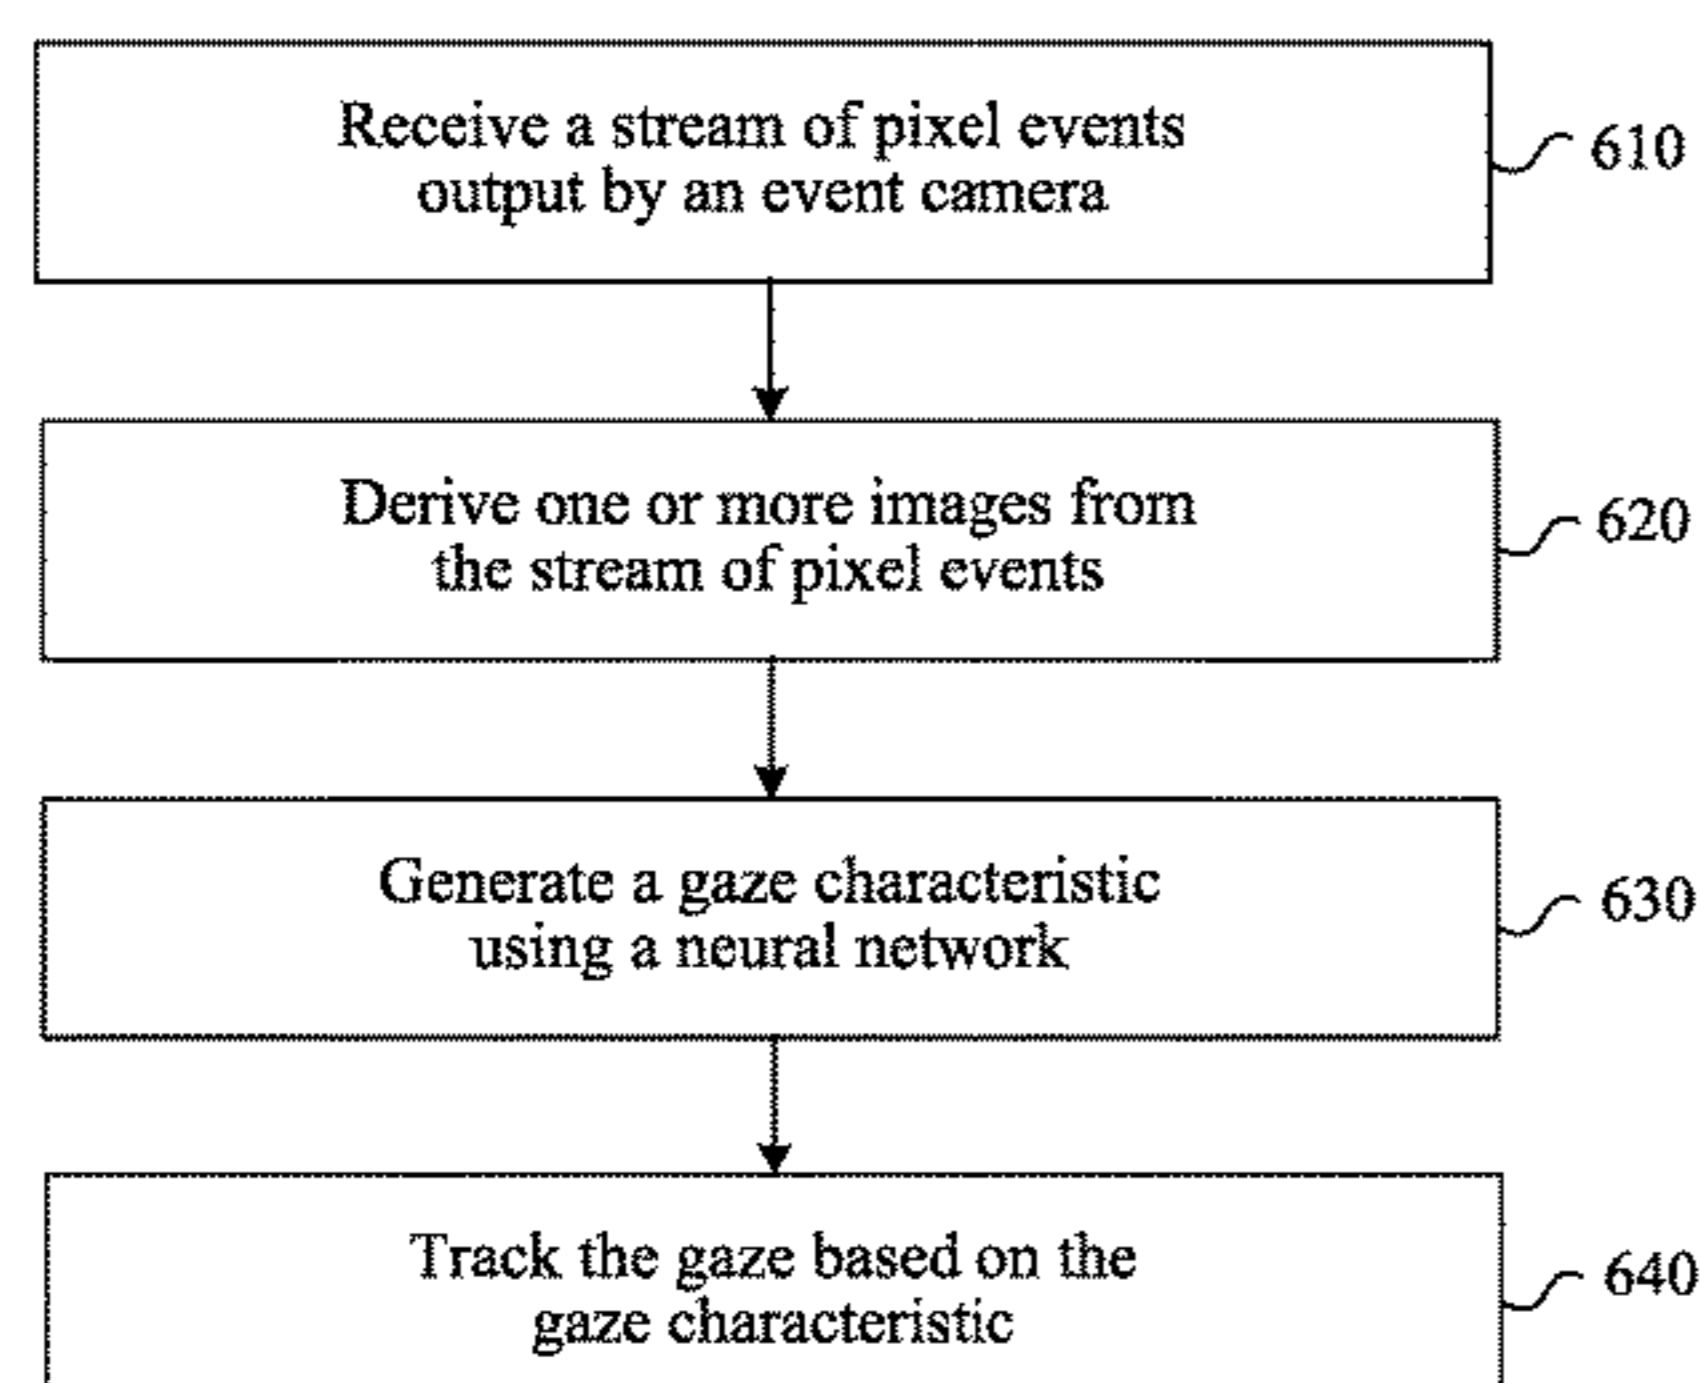 Receive a stream of pixel events
output by an event camera
610
Derive one or more images from
the stream of pixel events
620
Generate a gaze characteristic
using a neural network
630
Track the gaze based on the
gaze characteristic
640